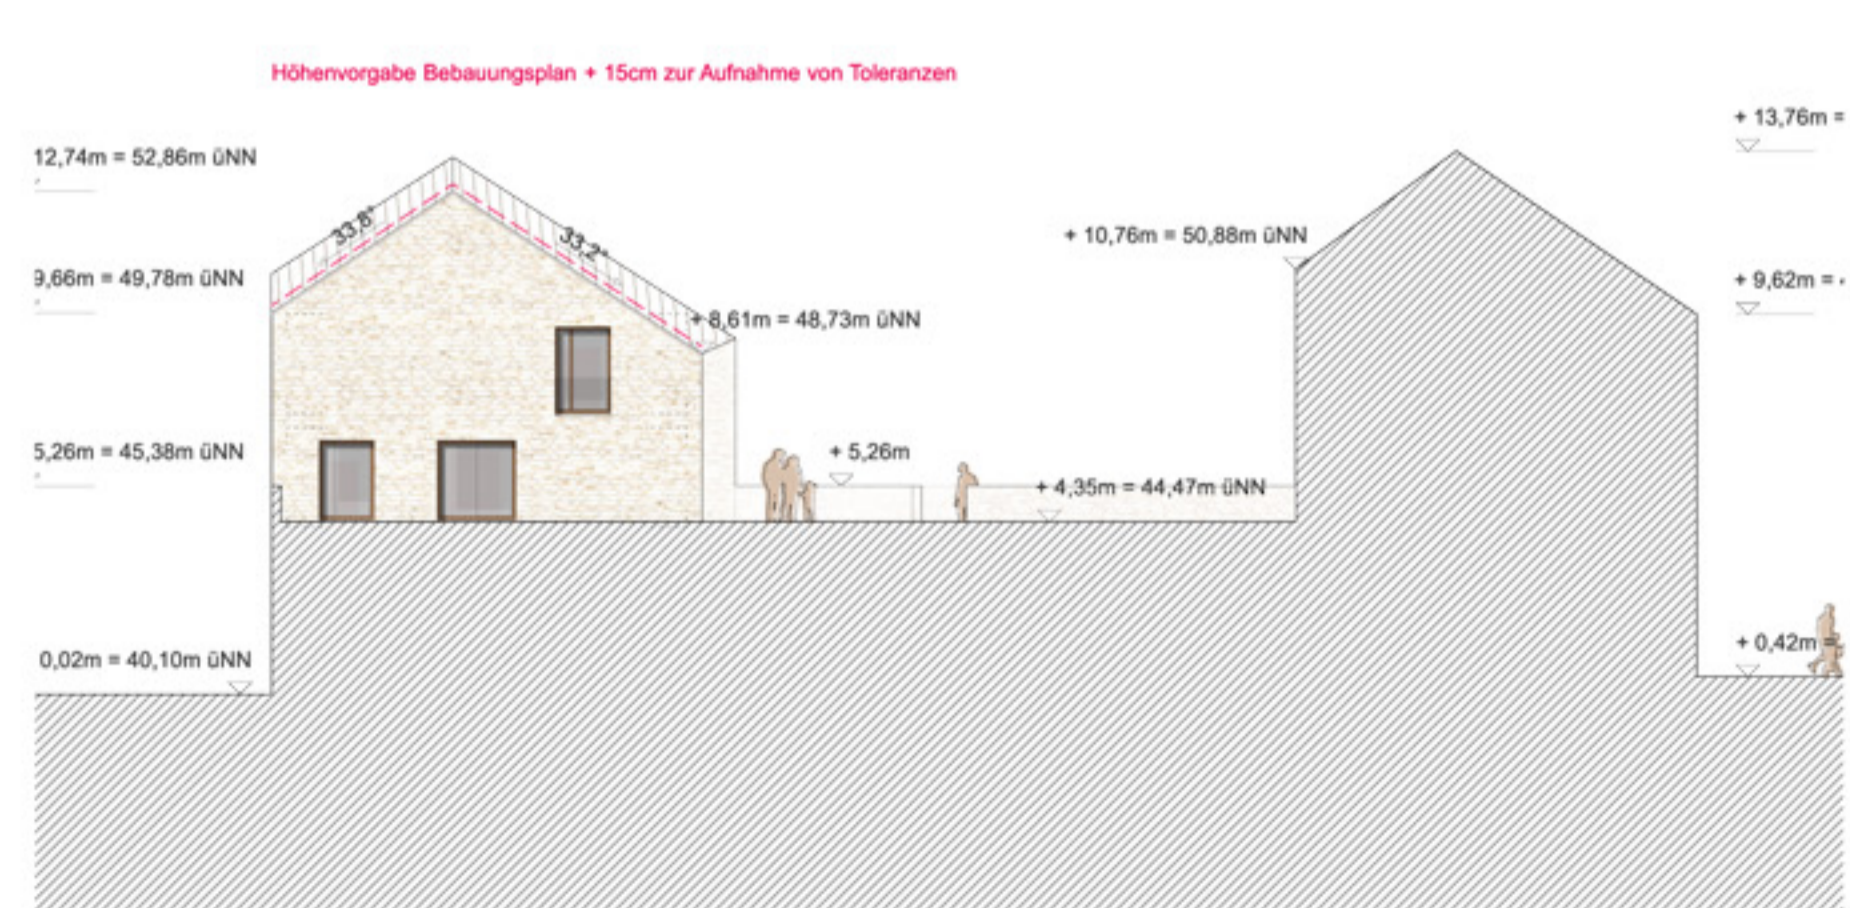 Höhenvorgabe Bebauungsplan + 15cm zur Aufnahme von Toleranzen
+ 13,76m =
12,74m = 52,86m üNN
33,8°
33,2°
+ 10,76m = 50,88m üNN
9,66m = 49,78m üNN
+ 9,62m =
+ 8,61m = 48,73m üNN
5,26m = 45,38m üNN
+ 5,26m
+ 4,35m = 44,47m üNN
0,02m = 40,10m üNN
+ 0,42m =